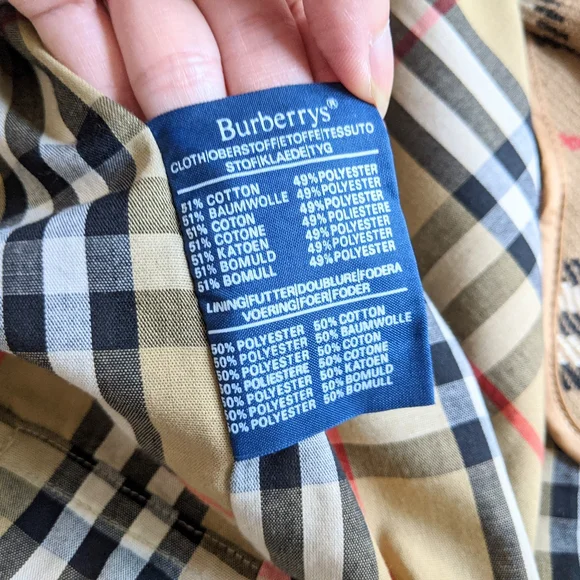 Burberrys®
CLOTH|OBERSTOFF|ETOFFE|TESSUTO
STOF|KLAEDE|TYG
51% COTTON 49% POLYESTER
51% BAUMWOLLE 49% POLYESTER
51% COTON 49% POLYESTER
51% COTONE 49% POLIESTERE
51% KATOEN 49% POLYESTER
51% BOMULD 49% POLYESTER
51% BOMULL 49% POLYESTER
LINING|FUTTER|DOUBLURE|FODERA
VOERING|FOER|FODER
50% POLYESTER 50% COTTON
50% POLYESTER 50% BAUMWOLLE
50% POLYESTER 50% COTON
50% POLIESTERE 50% COTONE
50% POLYESTER 50% KATOEN
50% POLYESTER 50% BOMULD
50% POLYESTER 50% BOMULL